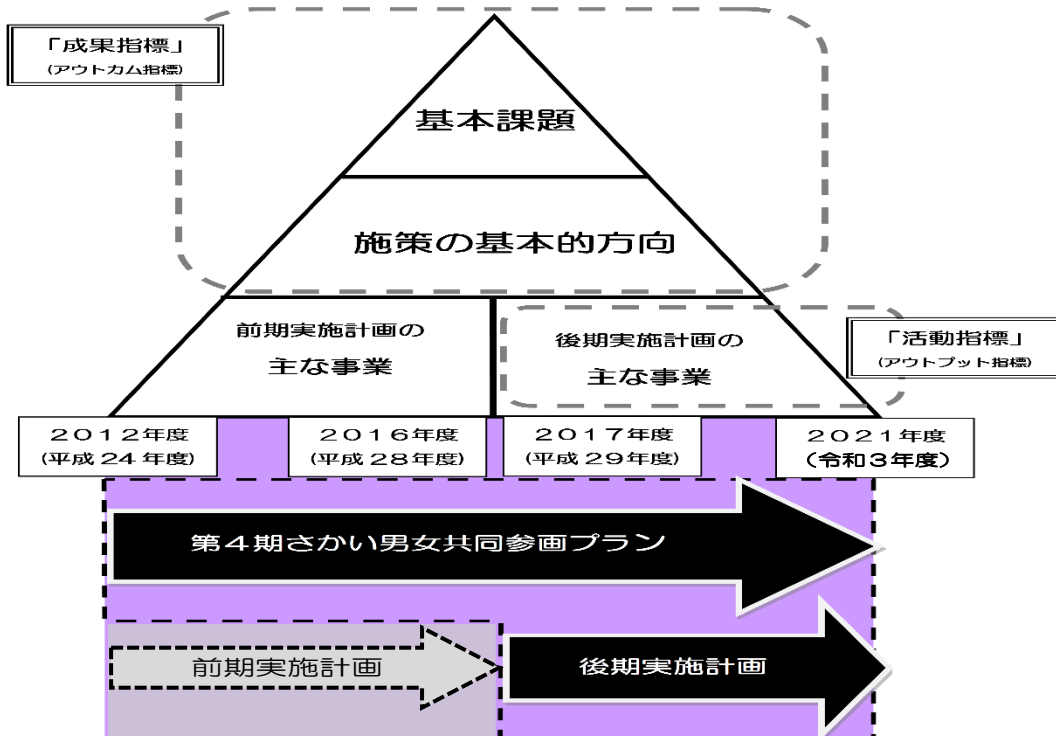 「成果指標」
(アウトカム指標)
基本課題
施策の基本的方向
前期実施計画の
主な事業
後期実施計画の
主な事業
「活動指標」
(アウトプット指標)
2012年度
(平成24年度)
2016年度
(平成28年度)
2017年度
(平成29年度)
2021年度
(令和3年度)
第4期さかい男女共同参画プラン
前期実施計画
後期実施計画